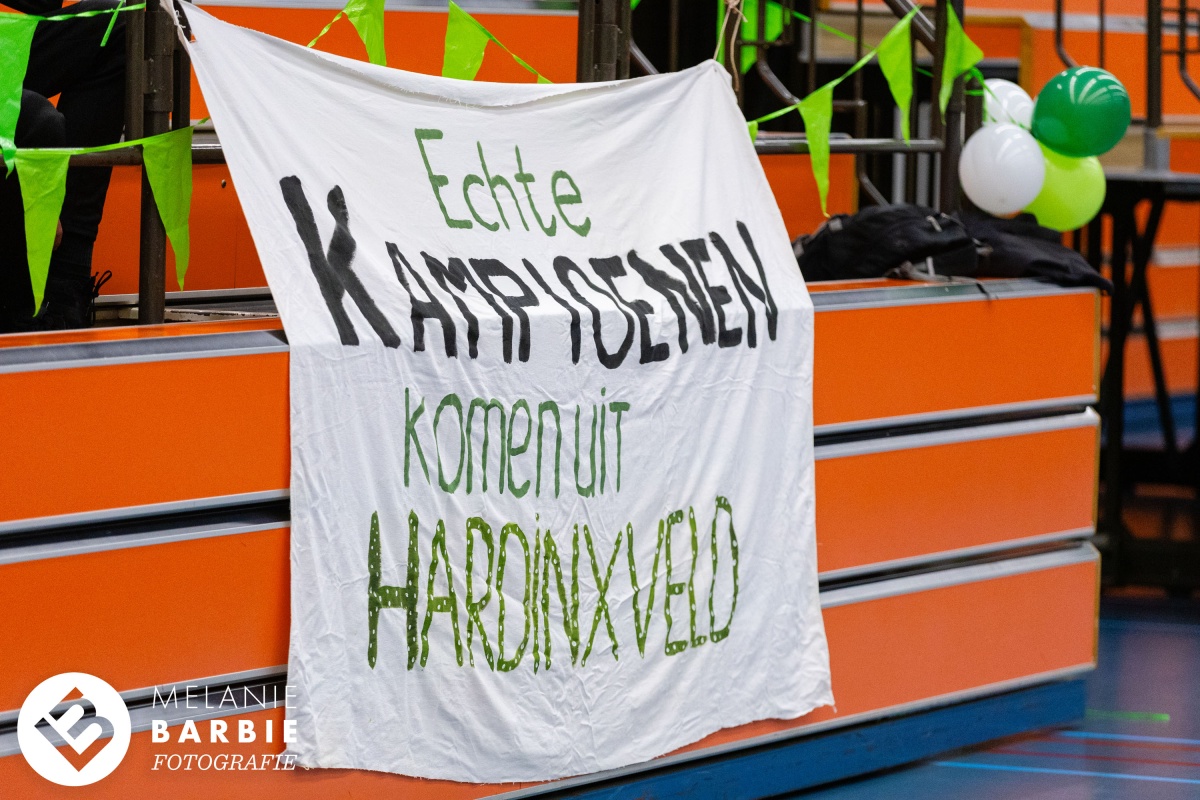 Echte
KAMPIOENEN
komen uit
HARDiNXVELD
MELANIE
BARBIE
FOTOGRAFIE